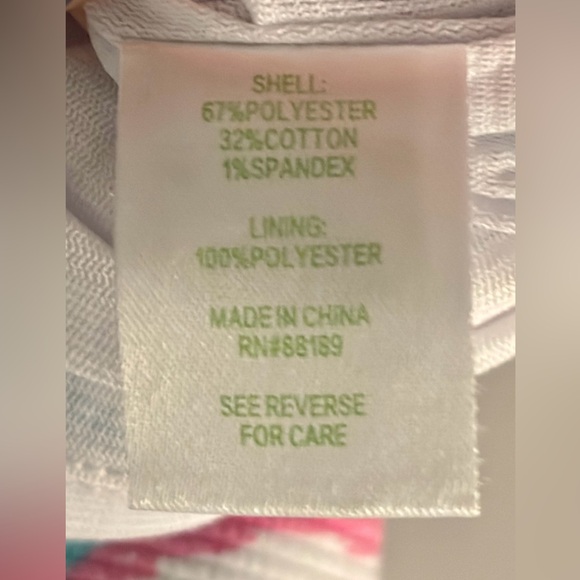 SHELL:
67%POLYESTER
32%COTTON
1%SPANDEX
LINING:
100%POLYESTER
MADE IN CHINA
RN#88189
SEE REVERSE
FOR CARE